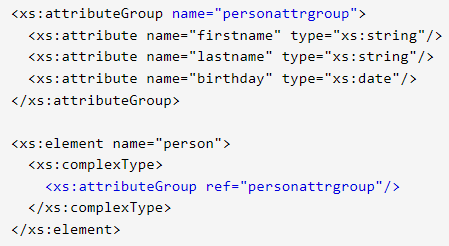 <xs:attributeGroup name="personattrgroup">
  <xs:attribute name="firstname" type="xs:string"/>
  <xs:attribute name="lastname" type="xs:string"/>
  <xs:attribute name="birthday" type="xs:date"/>
</xs:attributeGroup>

<xs:element name="person">
  <xs:complexType>
    <xs:attributeGroup ref="personattrgroup"/>
  </xs:complexType>
</xs:element>